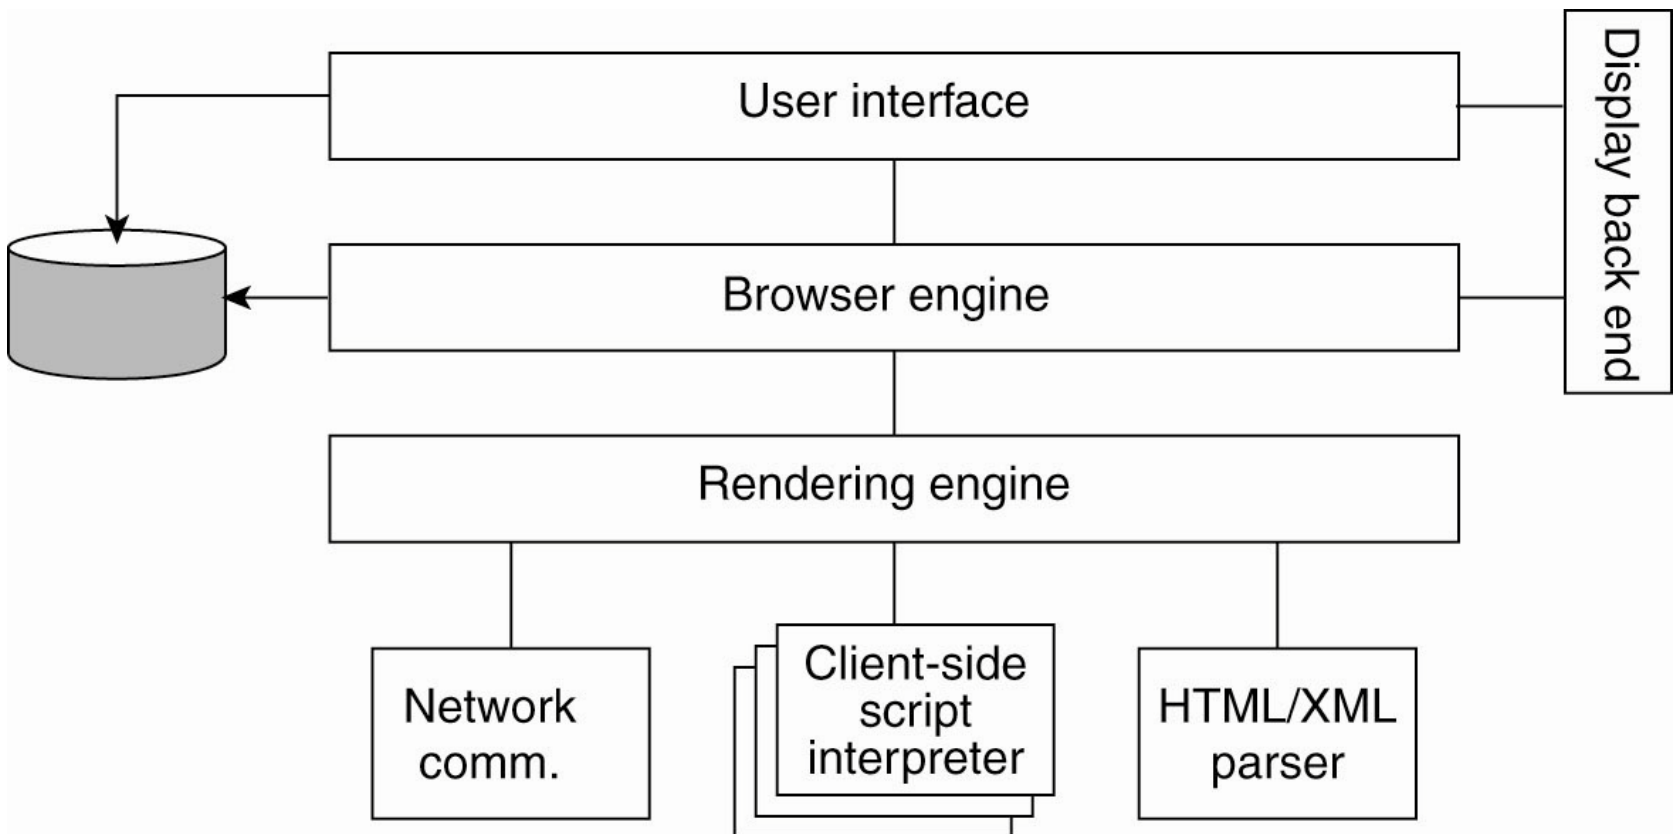 User interface
Display back end
Browser engine
Rendering engine
Network
comm.
Client-side
script
interpreter
HTML/XML
parser